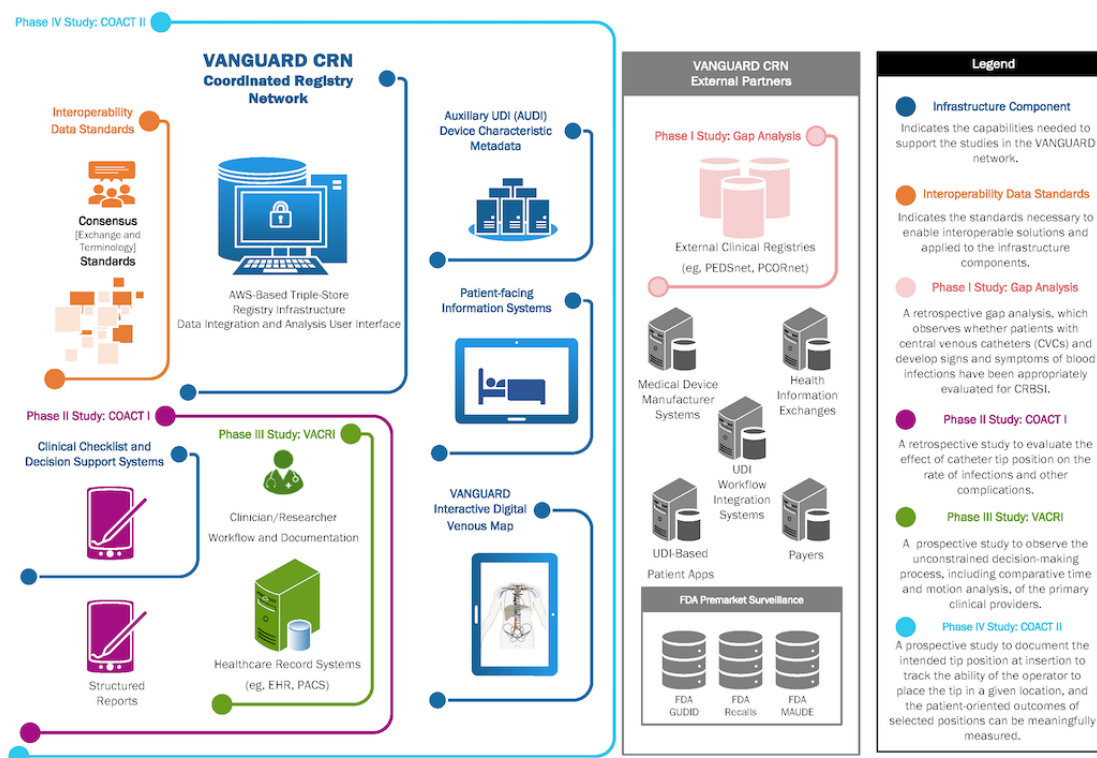 Phase IV Study: COACT II
VANGUARD CRN
Coordinated Registry
Network
Interoperability
Data Standards
Consensus
[Exchange and
Terminology]
Standards
AWS-Based Triple-Store
Registry Infrastructure
Data Integration and Analysis User Interface
Auxiliary UDI (AUDI)
Device Characteristic
Metadata
Patient-facing
Information Systems
Phase II Study: COACT I
Clinical Checklist and
Decision Support Systems
Structured
Reports
Phase III Study: VACRI
Clinician/Researcher
Workflow and Documentation
Healthcare Record Systems
(eg, EHR, PACS)
VANGUARD
Interactive Digital
Venous Map
VANGUARD CRN
External Partners
Phase I Study: Gap Analysis
External Clinical Registries
(eg, PEDSnet, PCORnet)
Medical Device
Manufacturer
Systems
Health
Information
Exchanges
UDI
Workflow
Integration
Systems
UDI-Based
Patient Apps
Payers
FDA Premarket Surveillance
FDA
GUDID
FDA
Recalls
FDA
MAUDE
Legend
Infrastructure Component
Indicates the capabilities needed to
support the studies in the VANGUARD
network.
Interoperability Data Standards
Indicates the standards necessary to
enable interoperable solutions and
applied to the infrastructure
components.
Phase I Study: Gap Analysis
A retrospective gap analysis, which
observes whether patients with
central venous catheters (CVCs) and
develop signs and symptoms of blood
infections have been appropriately
evaluated for CRBSI.
Phase II Study: COACT I
A retrospective study to evaluate the
effect of catheter tip position on the
rate of infections and other
complications.
Phase III Study: VACRI
A prospective study to observe the
unconstrained decision-making
process, including comparative time
and motion analysis, of the primary
clinical providers.
Phase IV Study: COACT II
A prospective study to document the
intended tip position at insertion to
track the ability of the operator to
place the tip in a given location, and
the patient-oriented outcomes of
selected positions can be meaningfully
measured.